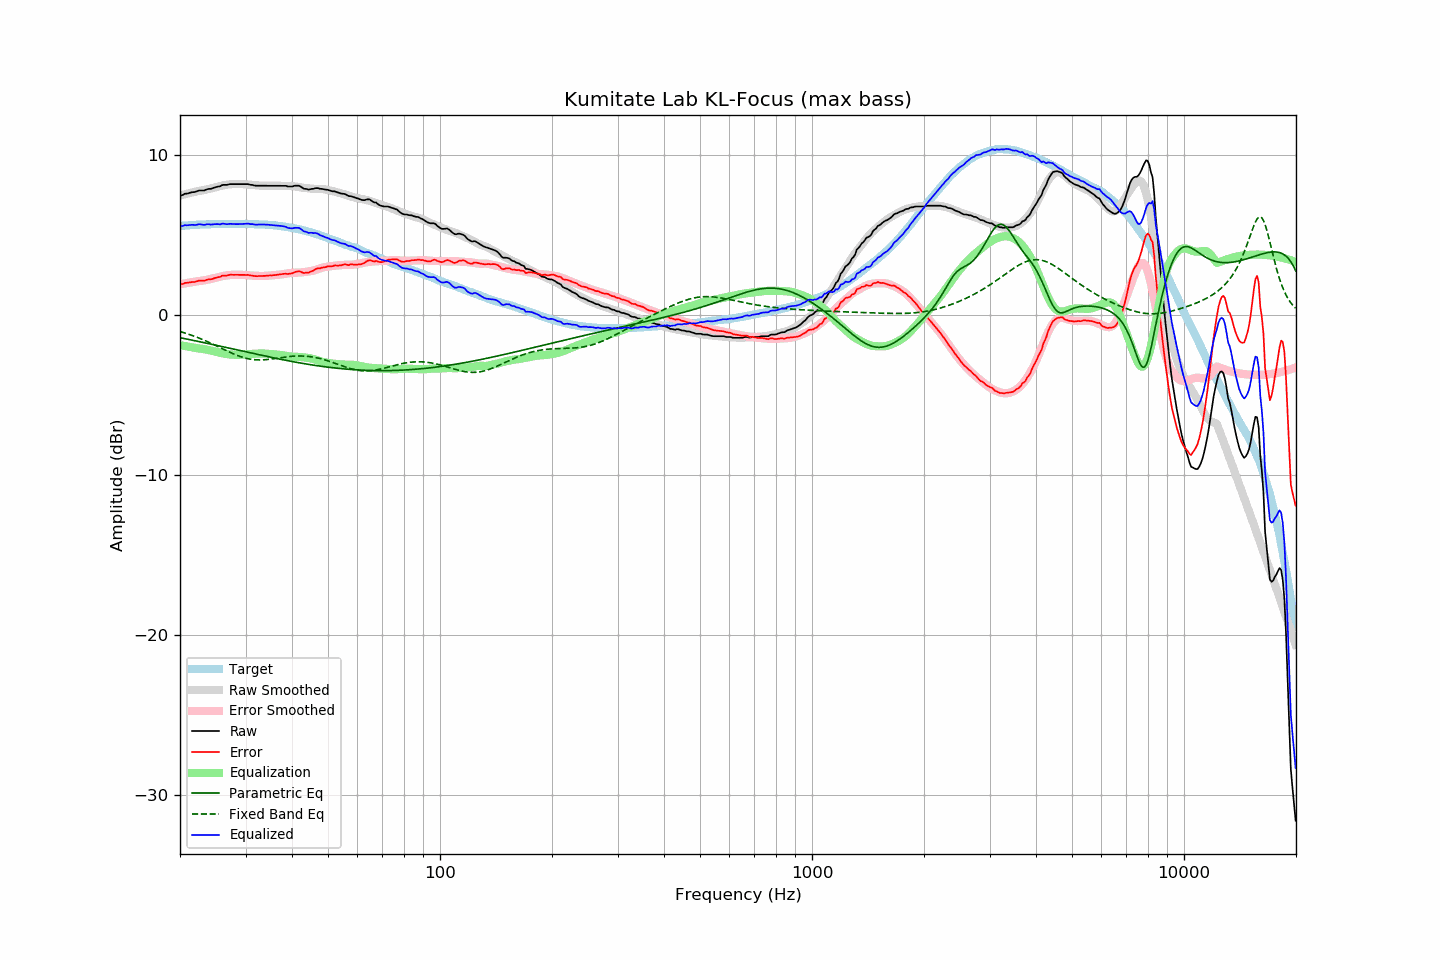 Kumitate Lab KL-Focus (max bass)
10
0
−10
−20
−30
Amplitude (dBr)
Target
Raw Smoothed
Error Smoothed
Raw
Error
Equalization
Parametric Eq
Fixed Band Eq
Equalized
100
1000
10000
Frequency (Hz)